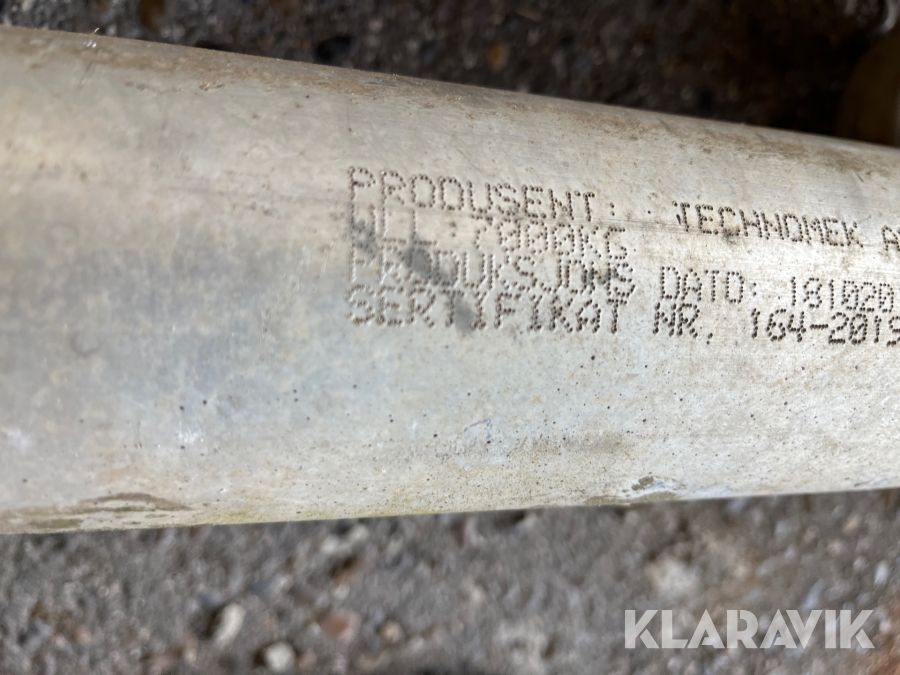 PRODUSENT: TECHNOMEK A
WLL:7000KG
PRODUKSJONS DATO: 181020
SERTIFIKAT NR. 164-2019
KLARAVIK